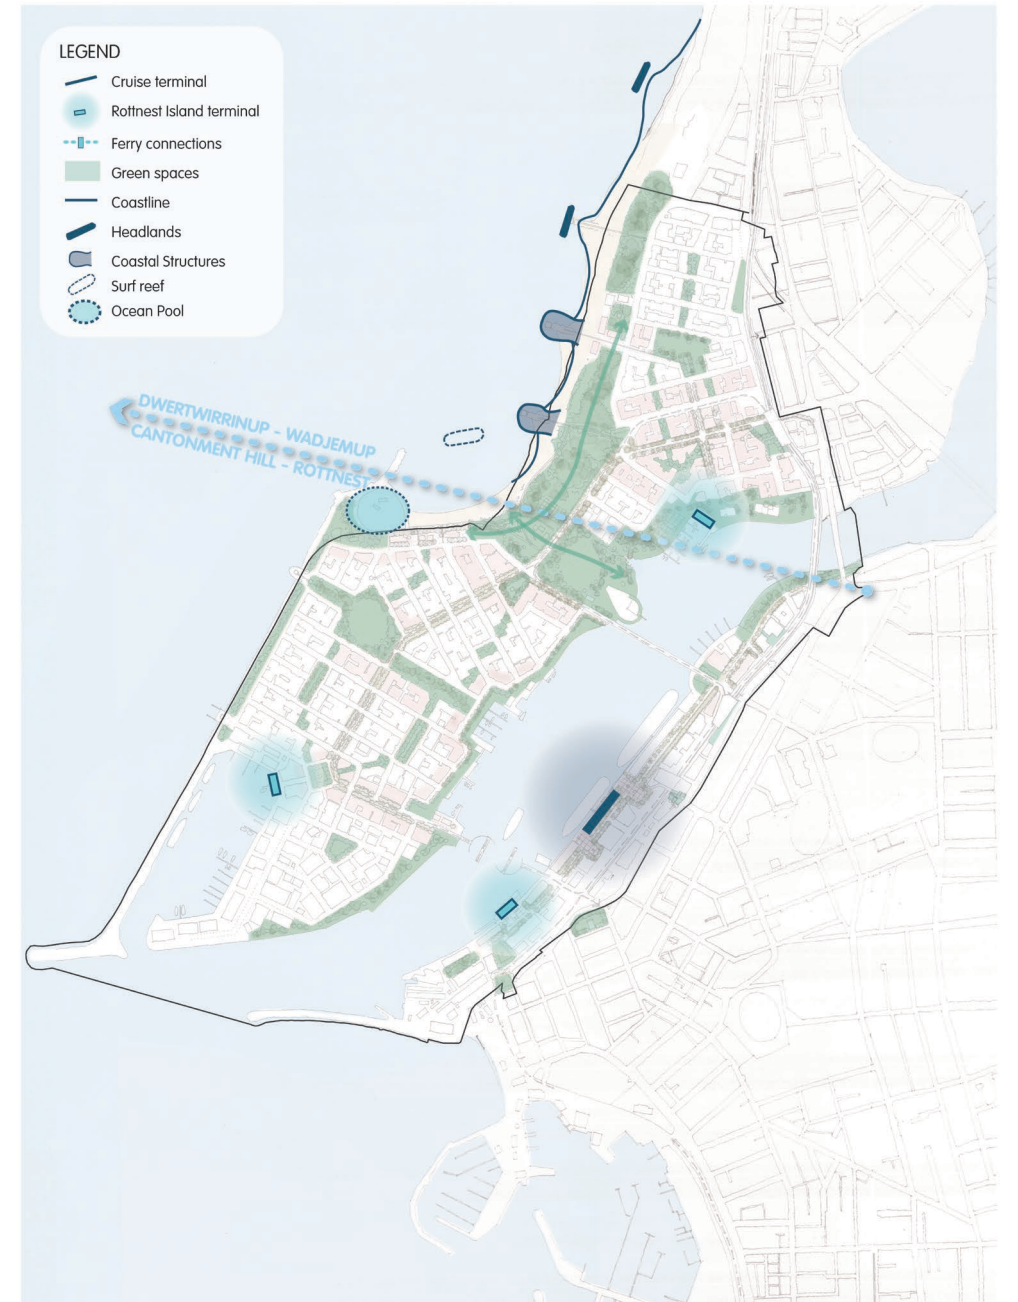 LEGEND
Cruise terminal
Rottnest Island terminal
Ferry connections
Green spaces
Coastline
Headlands
Coastal Structures
Surf reef
Ocean Pool
DWERTWIRRINUP - WADJEMUP
CANTONMENT HILL - ROTTNEST